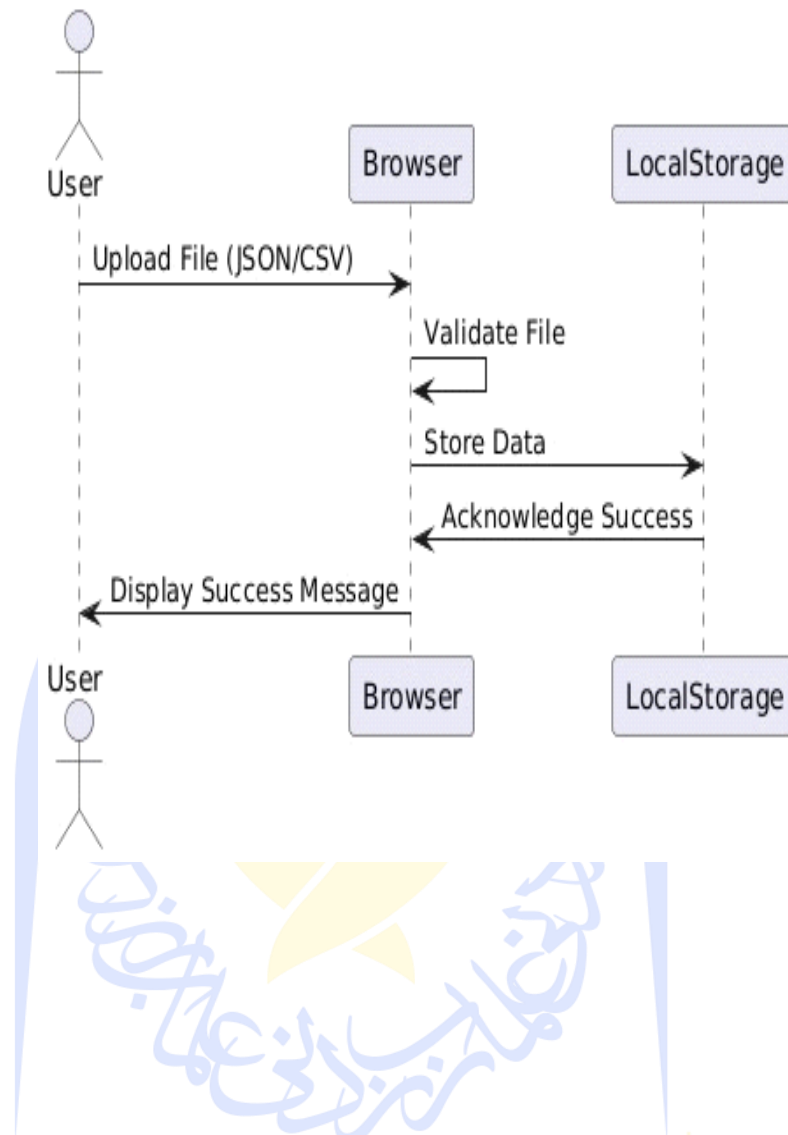 User
Browser
LocalStorage
Upload File (JSON/CSV)
Validate File
Store Data
Acknowledge Success
Display Success Message
User
Browser
LocalStorage